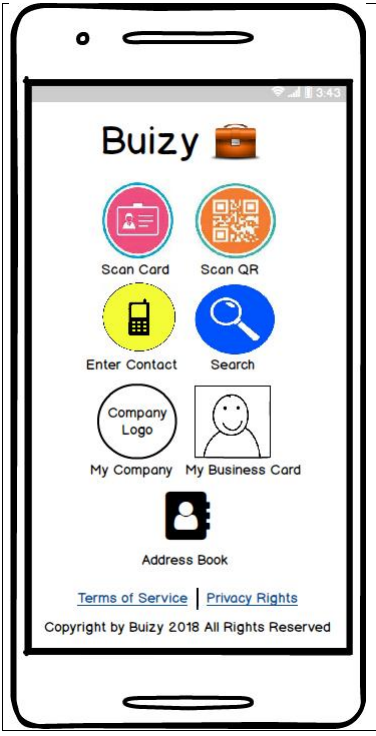 3:43
Buizy
Scan Card Scan QR
Enter Contact Search
Company
Logo
My Company My Business Card
Address Book
Terms of Service | Privacy Rights
Copyright by Buizy 2018 All Rights Reserved